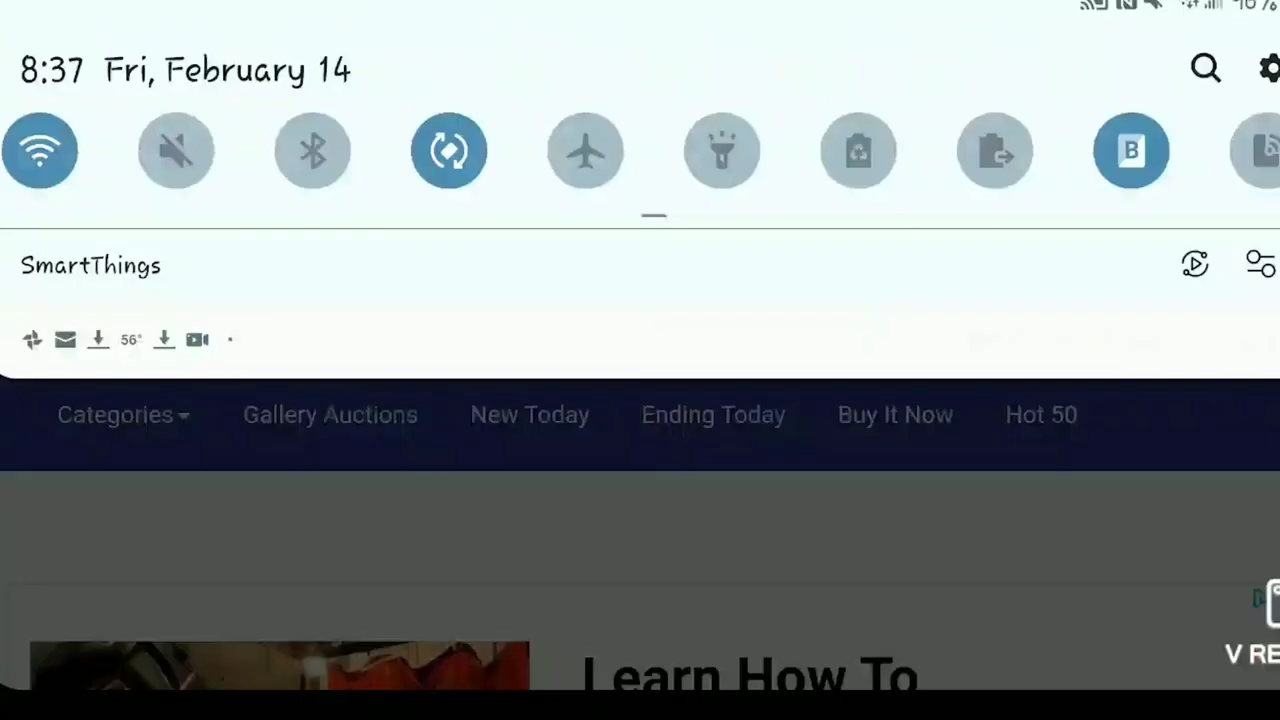 8:37 Fri, February 14
B
SmartThings
56°
Categories Gallery Auctions New Today Ending Today Buy It Now Hot 50
Learn How To
V RE